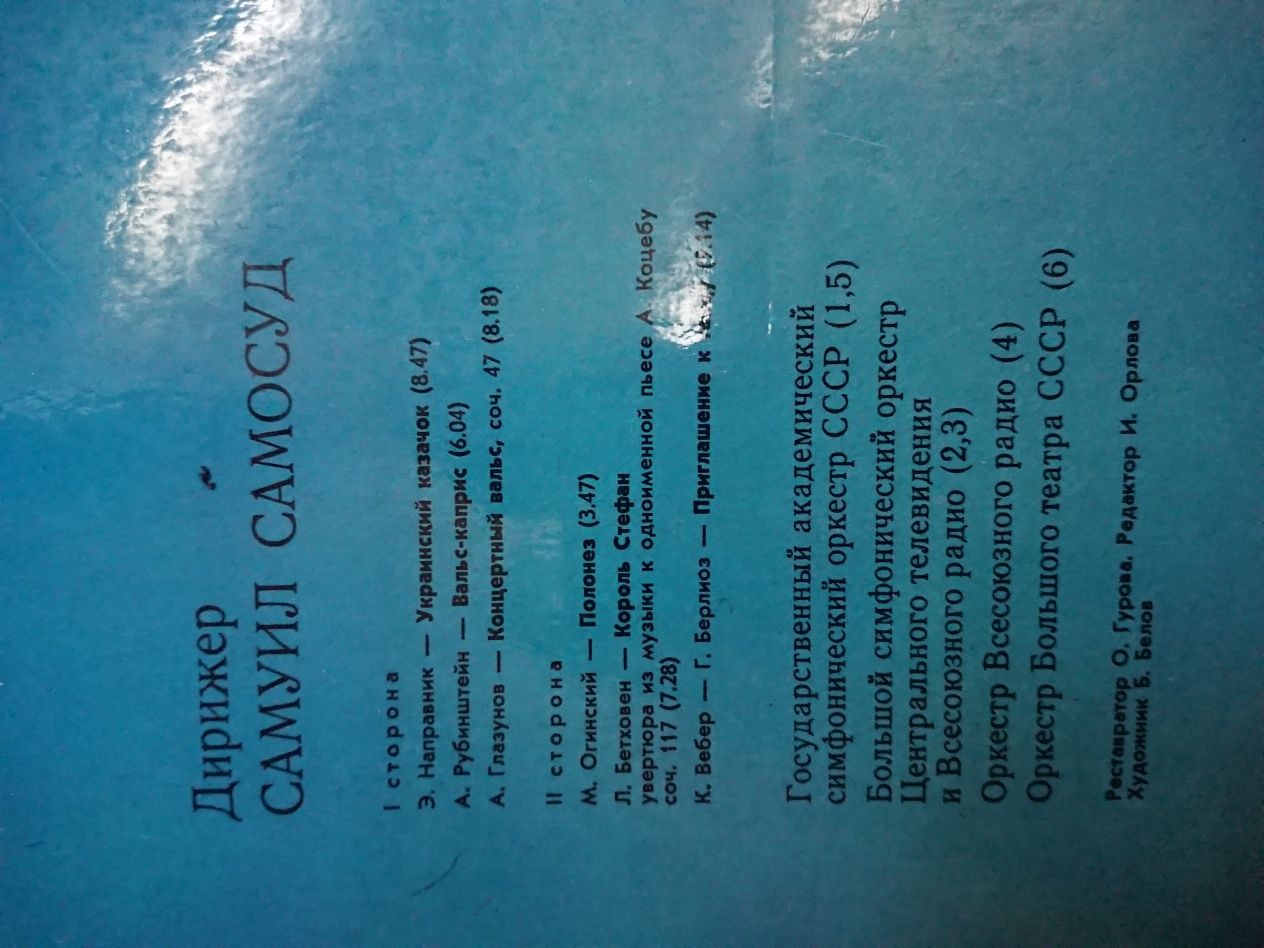 Дирижер
САМУИЛ САМОСУД
I сторона
Э. Направник — Украинский казачок (8.47)
А. Рубинштейн — Вальс-каприс (6.04)
А. Глазунов — Концертный вальс, соч. 47 (8.18)
II сторона
М. Огинский — Полонез (3.47)
Л. Бетховен — Король Стефан
увертюра из музыки к одноименной пьесе А. Коцебу
соч. 117 (7.28)
К. Вебер — Г. Берлиоз — Приглашение к
Государственный академический
симфонический оркестр СССР (1,5)
Большой симфонический оркестр
Центрального телевидения
и Всесоюзного радио (2,3)
Оркестр Всесоюзного радио (4)
Оркестр Большого театра СССР (6)
Реставратор О. Гурова. Редактор И. Орлова
Художник Б. Белов